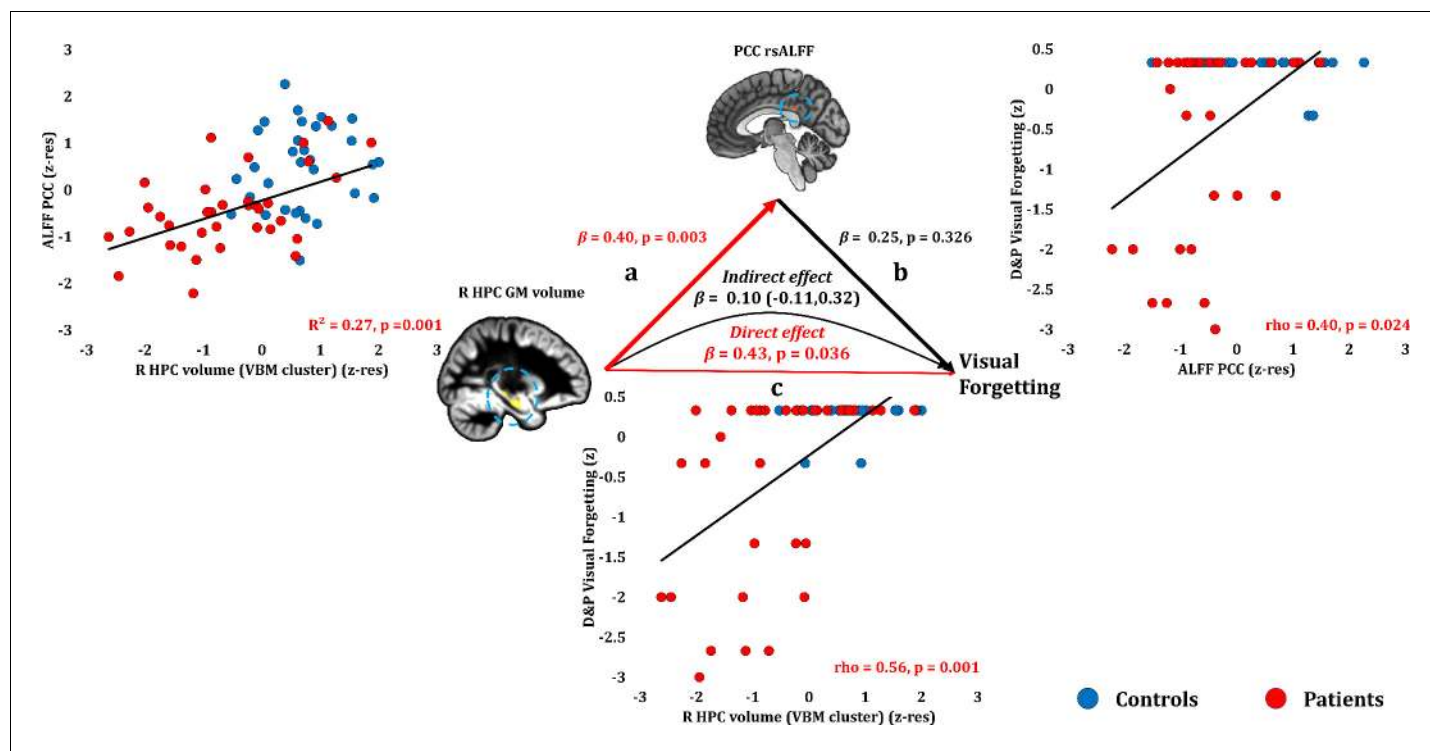 3
2
1
0
-1
-2
-3
ALFF PCC (z-res)
R² = 0.27, p =0.001
-3 -2 -1 0 1 2 3
R HPC volume (VBM cluster) (z-res)
PCC rsALFF
β = 0.40, p = 0.003
a
β = 0.25, p = 0.326
b
Indirect effect
β = 0.10 (-0.11,0.32)
Direct effect
β = 0.43, p = 0.036
c
R HPC GM volume
Visual
Forgetting
0.5
0
-0.5
-1
-1.5
-2
-2.5
-3
D&P Visual Forgetting (z)
rho = 0.40, p = 0.024
-3 -2 -1 0 1 2 3
ALFF PCC (z-res)
0.5
0
-0.5
-1
-1.5
-2
-2.5
-3
D&P Visual Forgetting (z)
rho = 0.56, p = 0.001
-3 -2 -1 0 1 2 3
R HPC volume (VBM cluster) (z-res)
Controls
Patients